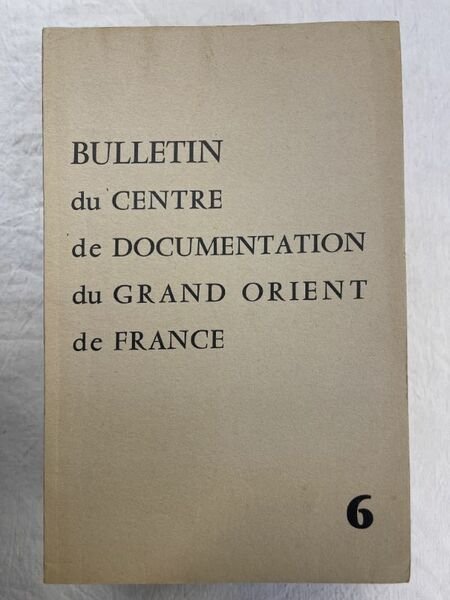 BULLETIN
du CENTRE
de DOCUMENTATION
du GRAND ORIENT
de FRANCE
6